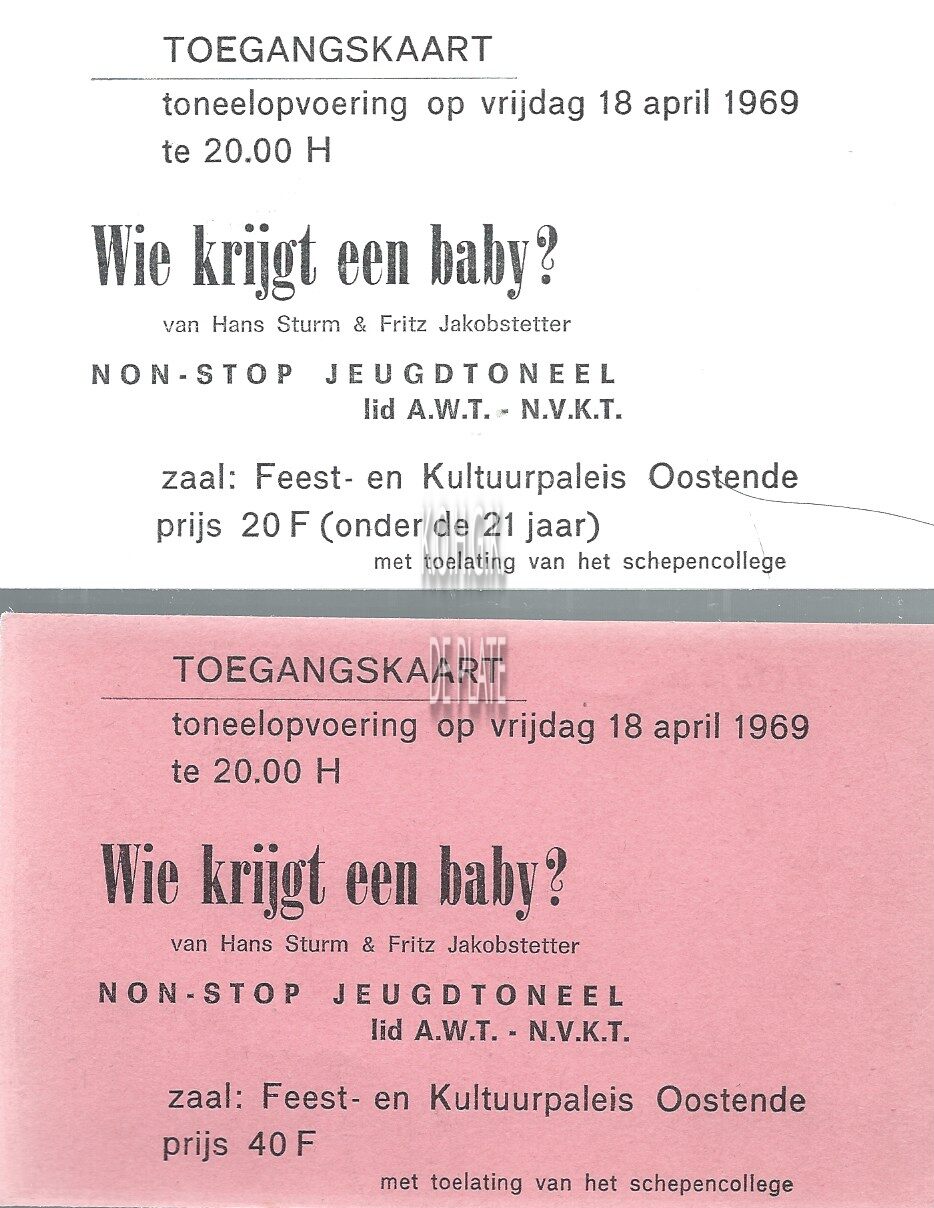 TOEGANGSKAART
toneelopvoering op vrijdag 18 april 1969
te 20.00 H
Wie krijgt een baby?
van Hans Sturm & Fritz Jakobstetter
NON-STOP JEUGDTONEEL
lid A.W.T. - N.V.K.T.
zaal: Feest- en Kultuurpaleis Oostende
prijs 20 F (onder de 21 jaar)
met toelating van het schepencollege
DE PLATE
TOEGANGSKAART
toneelopvoering op vrijdag 18 april 1969
te 20.00 H
Wie krijgt een baby?
van Hans Sturm & Fritz Jakobstetter
NON-STOP JEUGDTONEEL
lid A.W.T. - N.V.K.T.
zaal: Feest- en Kultuurpaleis Oostende
prijs 40 F
met toelating van het schepencollege